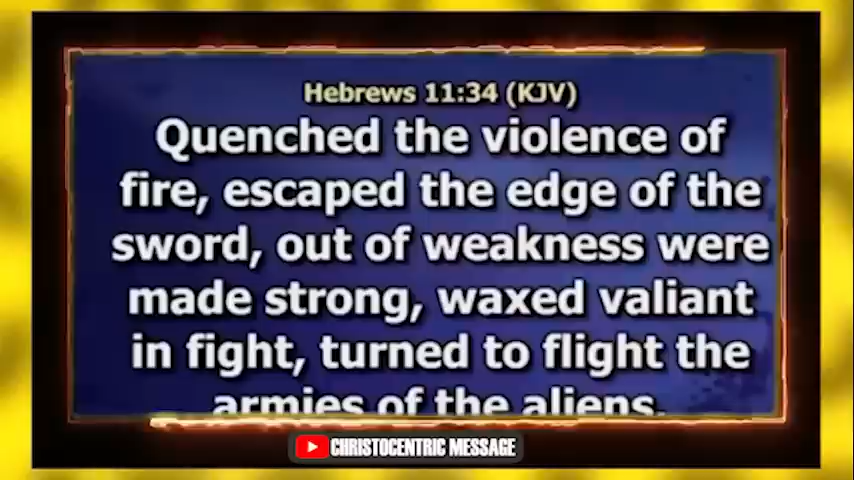 Hebrews 11:34 (KJV)
Quenched the violence of
fire, escaped the edge of the
sword, out of weakness were
made strong, waxed valiant
in fight, turned to flight the
armies of the aliens.
CHRISTOCENTRIC MESSAGE